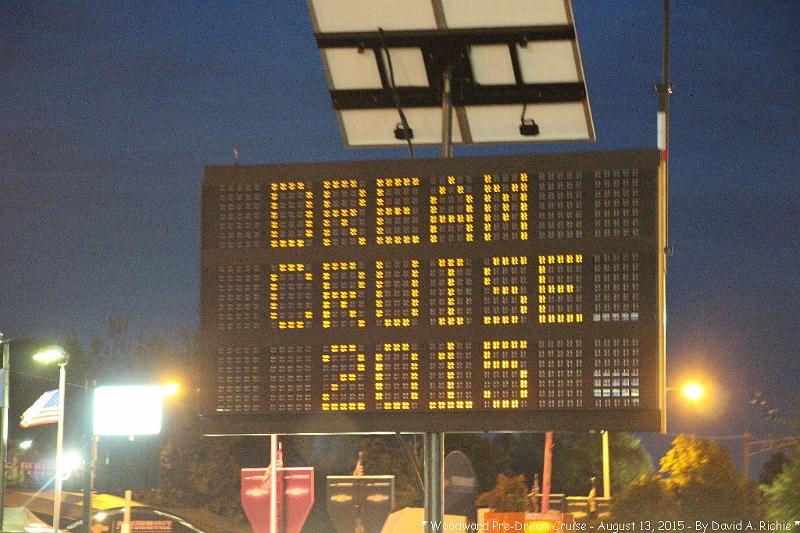 DREAM
CRUISE
2015
* Woodward Pre-Dream Cruise - August 13, 2015 - By David A. Richie *